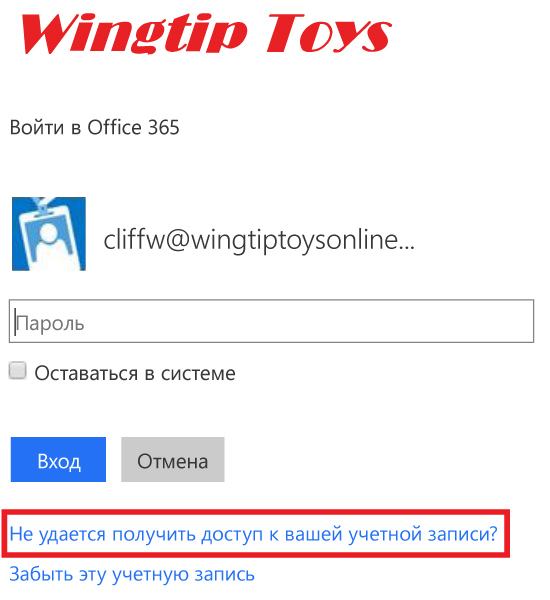 Wingtip Toys
Войти в Office 365
cliffw@wingtiptoysonline...
Пароль
Оставаться в системе
Вход
Отмена
Не удается получить доступ к вашей учетной записи?
Забыть эту учетную запись